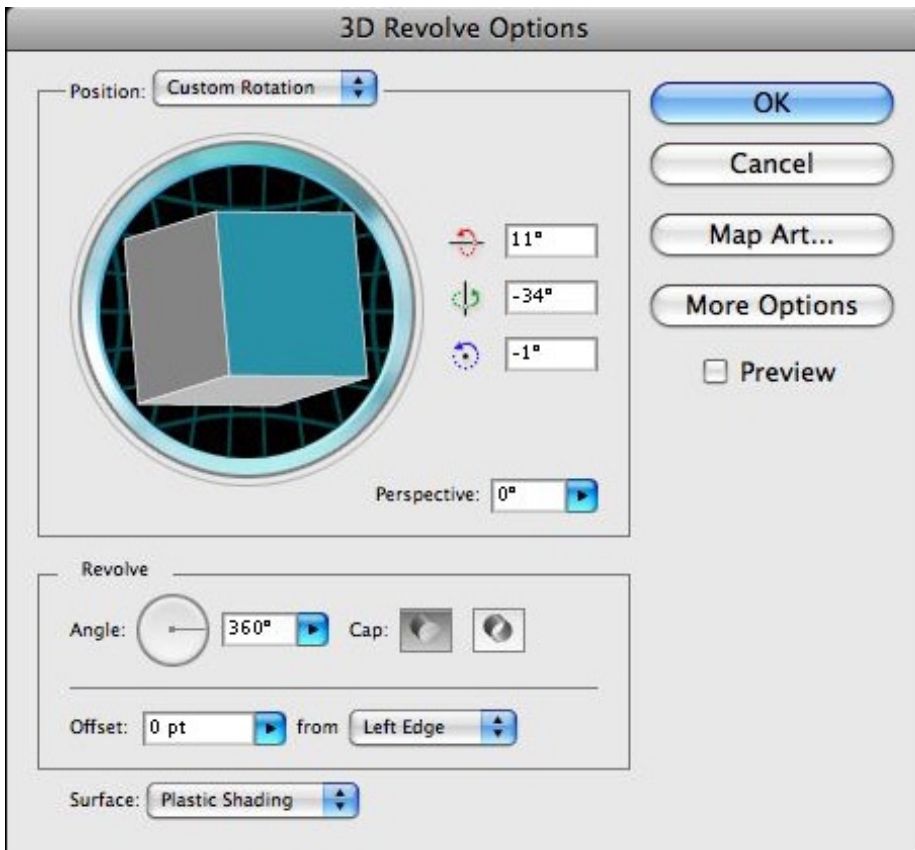 3D Revolve Options
Position: Custom Rotation
OK
Cancel
Map Art...
More Options
Preview
11°
-34°
-1°
Perspective: 0°
Revolve
Angle: 360° Cap:
Offset: 0 pt from Left Edge
Surface: Plastic Shading